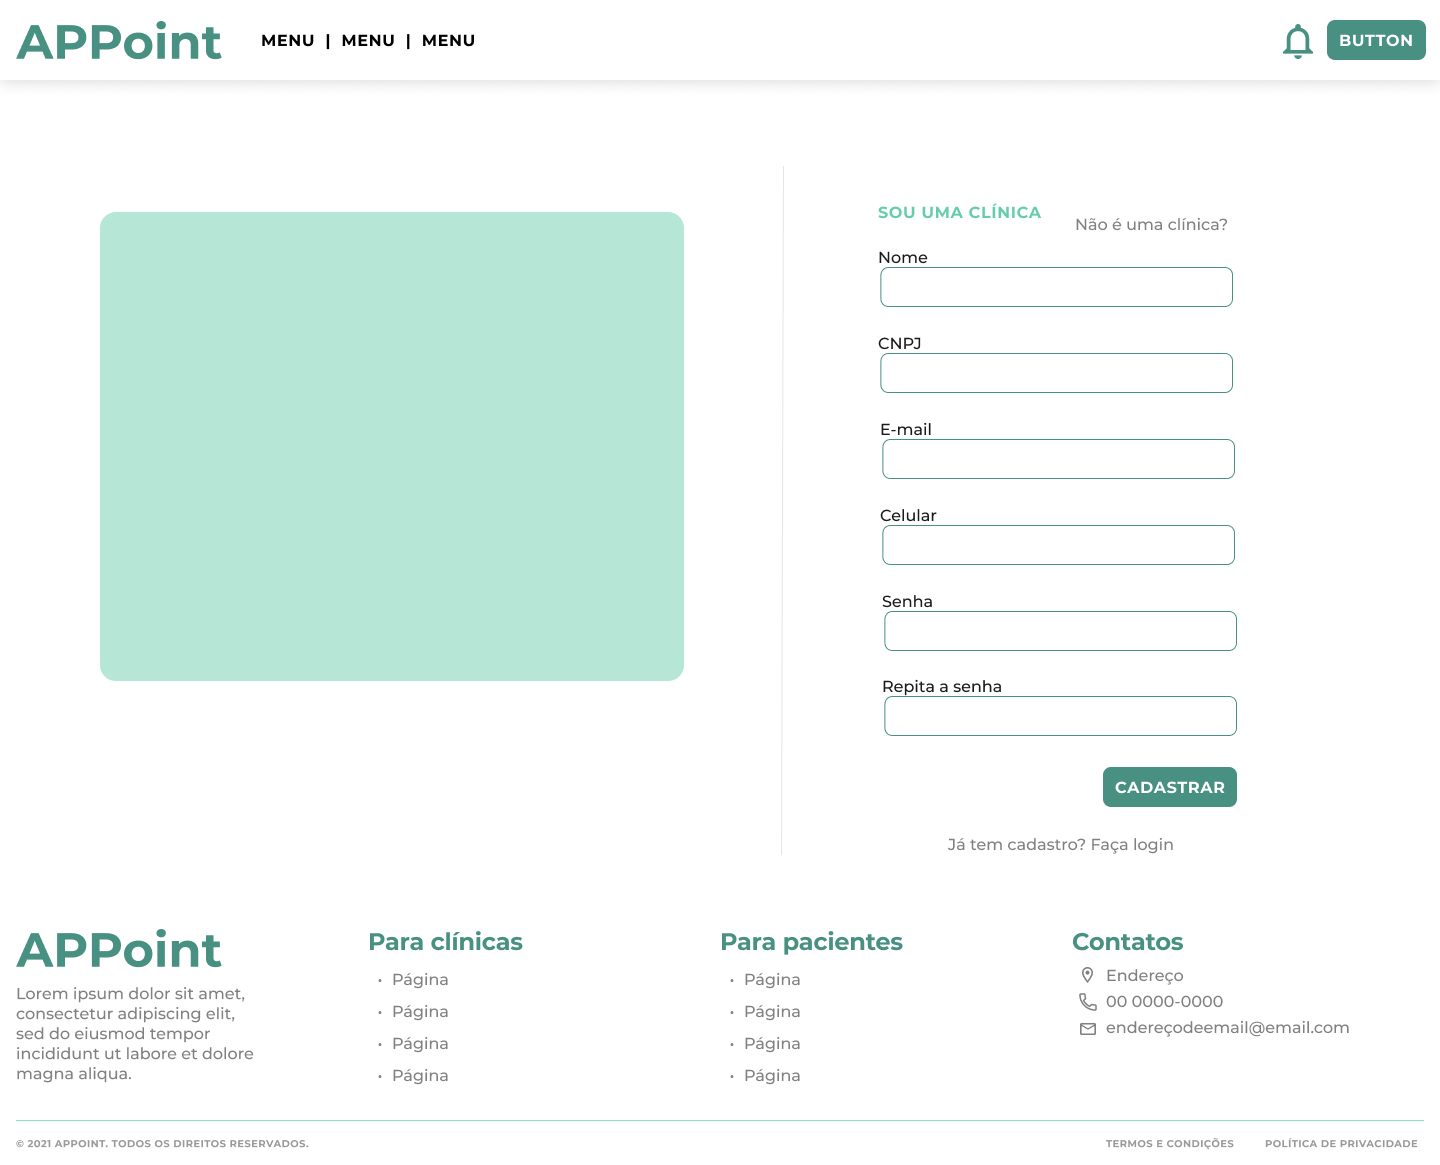 APPoint
MENU | MENU | MENU
BUTTON
SOU UMA CLÍNICA
Não é uma clínica?
Nome
CNPJ
E-mail
Celular
Senha
Repita a senha
CADASTRAR
Já tem cadastro? Faça login
APPoint
Lorem ipsum dolor sit amet,
consectetur adipiscing elit,
sed do eiusmod tempor
incididunt ut labore et dolore
magna aliqua.
Para clínicas
• Página
• Página
• Página
• Página
Para pacientes
• Página
• Página
• Página
• Página
Contatos
Endereço
00 0000-0000
endereçodeemail@email.com
© 2021 APPOINT. TODOS OS DIREITOS RESERVADOS.
TERMOS E CONDIÇÕES
POLÍTICA DE PRIVACIDADE